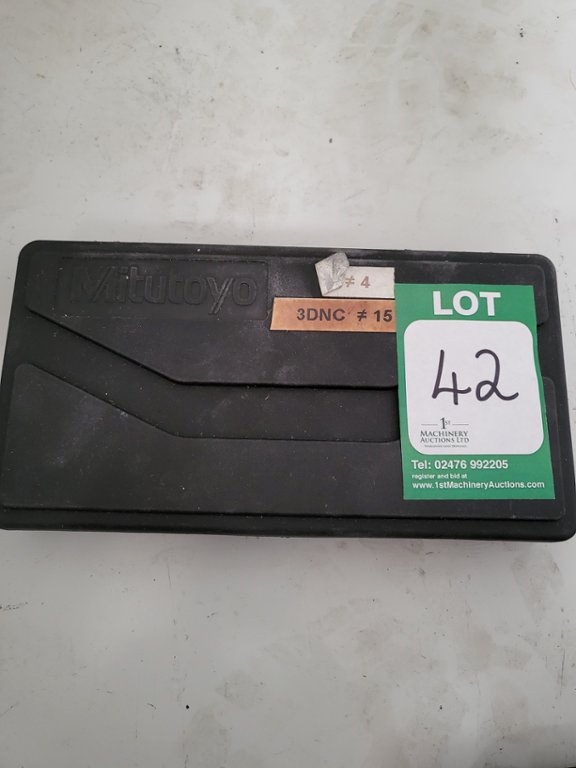 Mitutoyo
≠ 4
3DNC ≠ 15
LOT
42
1st
MACHINERY
AUCTIONS LTD
Tel: 02476 992205
register and bid at
www.1stMachineryAuctions.com